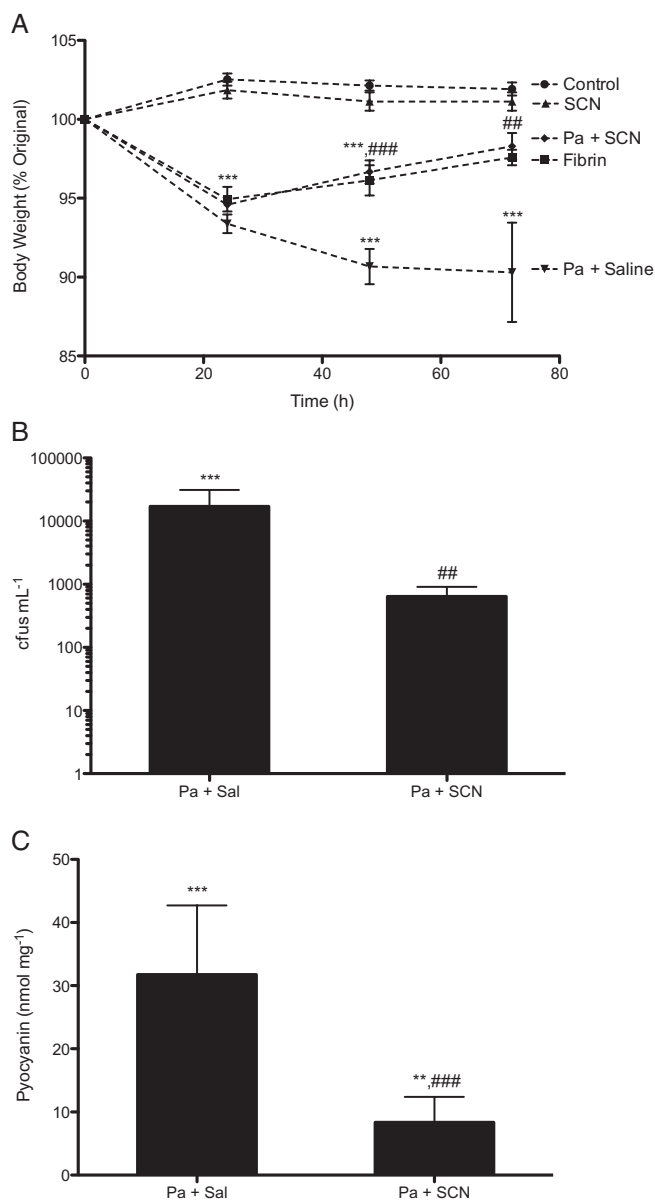 A
105
100
95
90
85
Body Weight (% Original)
***
***,###
***
##
***
Control
SCN
Pa + SCN
Fibrin
Pa + Saline
0 20 40 60 80
Time (h)
B
100000
10000
1000
100
10
1
cfus mL-1
***
##
Pa + Sal Pa + SCN
C
50
40
30
20
10
0
Pyocyanin (nmol mg-1)
***
**,###
Pa + Sal Pa + SCN